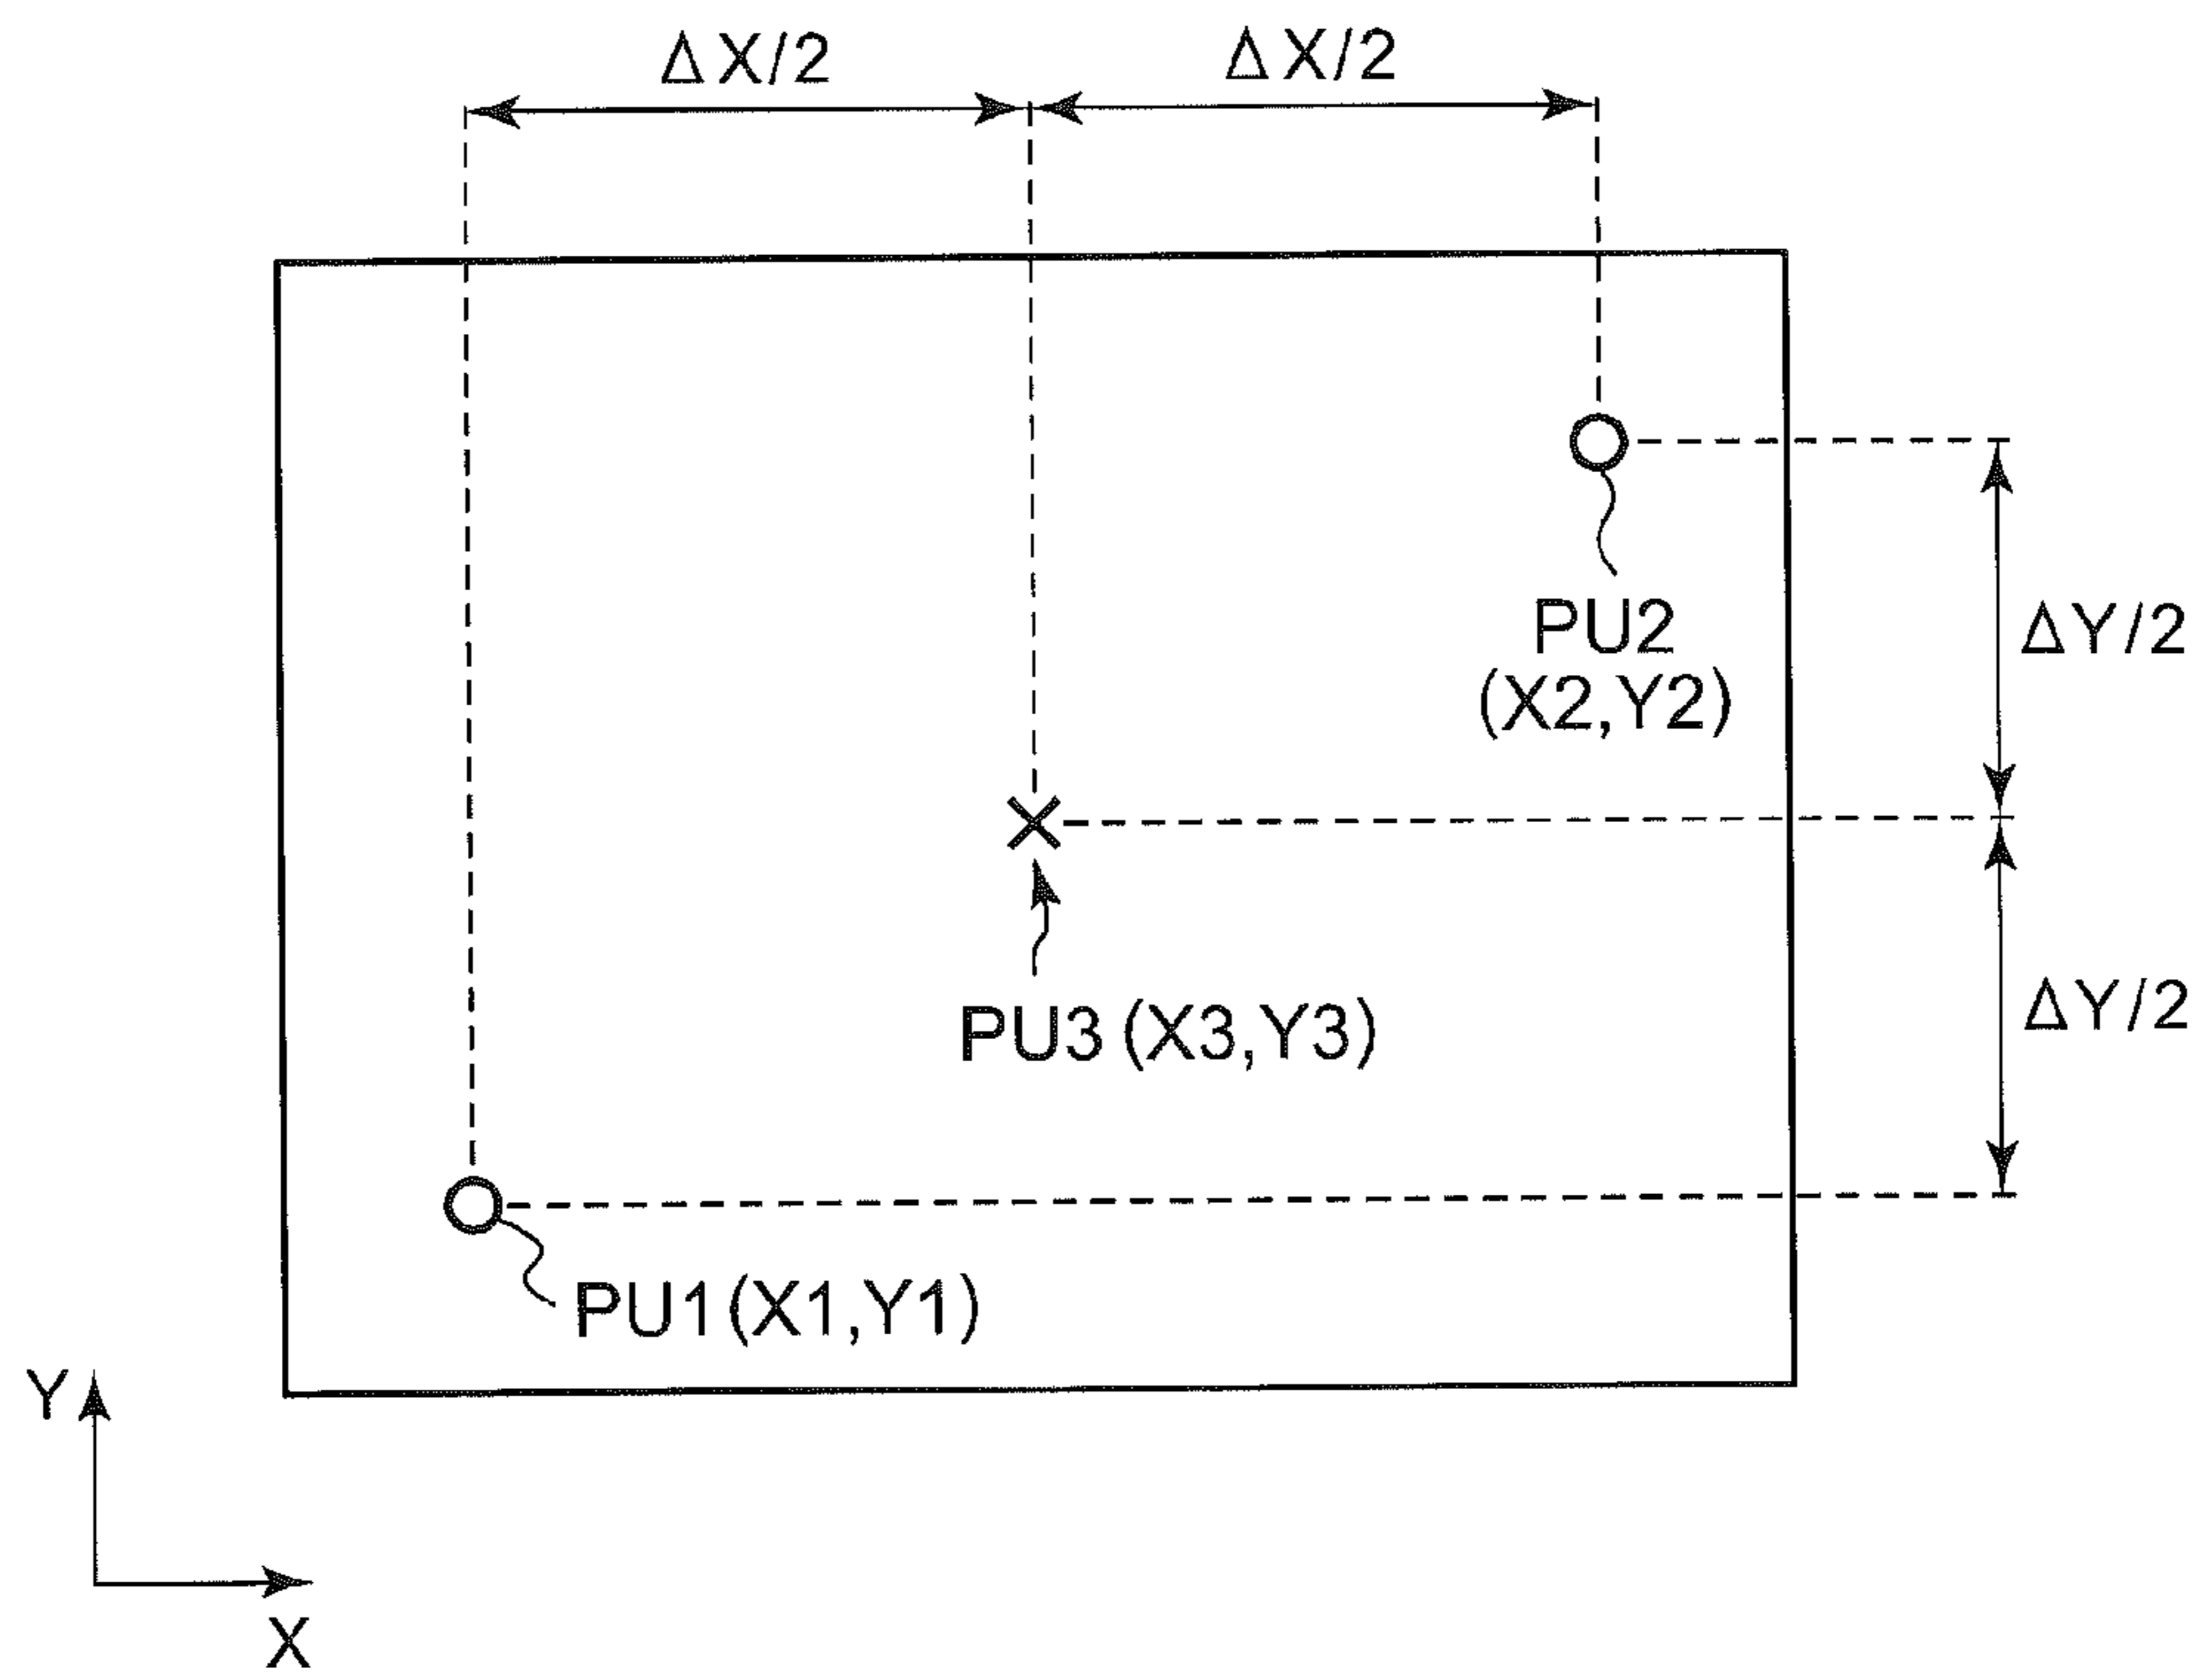 ΔX/2 ΔX/2
PU2
(X2,Y2)
ΔY/2
PU3 (X3,Y3)
ΔY/2
PU1 (X1,Y1)
Y
X